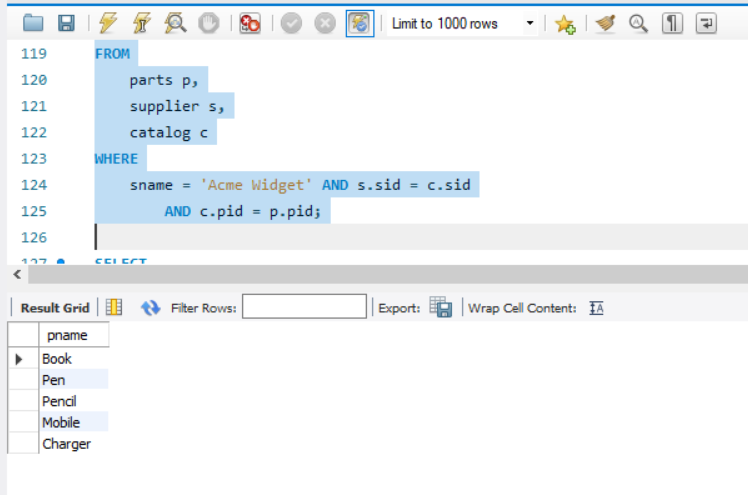 Limit to 1000 rows
119 FROM
120 parts p,
121 supplier s,
122 catalog c
123 WHERE
124 sname = 'Acme Widget' AND s.sid = c.sid
125 AND c.pid = p.pid;
126
127 SELECT
Result Grid Filter Rows: Export: Wrap Cell Content: IA
pname
Book
Pen
Pencil
Mobile
Charger